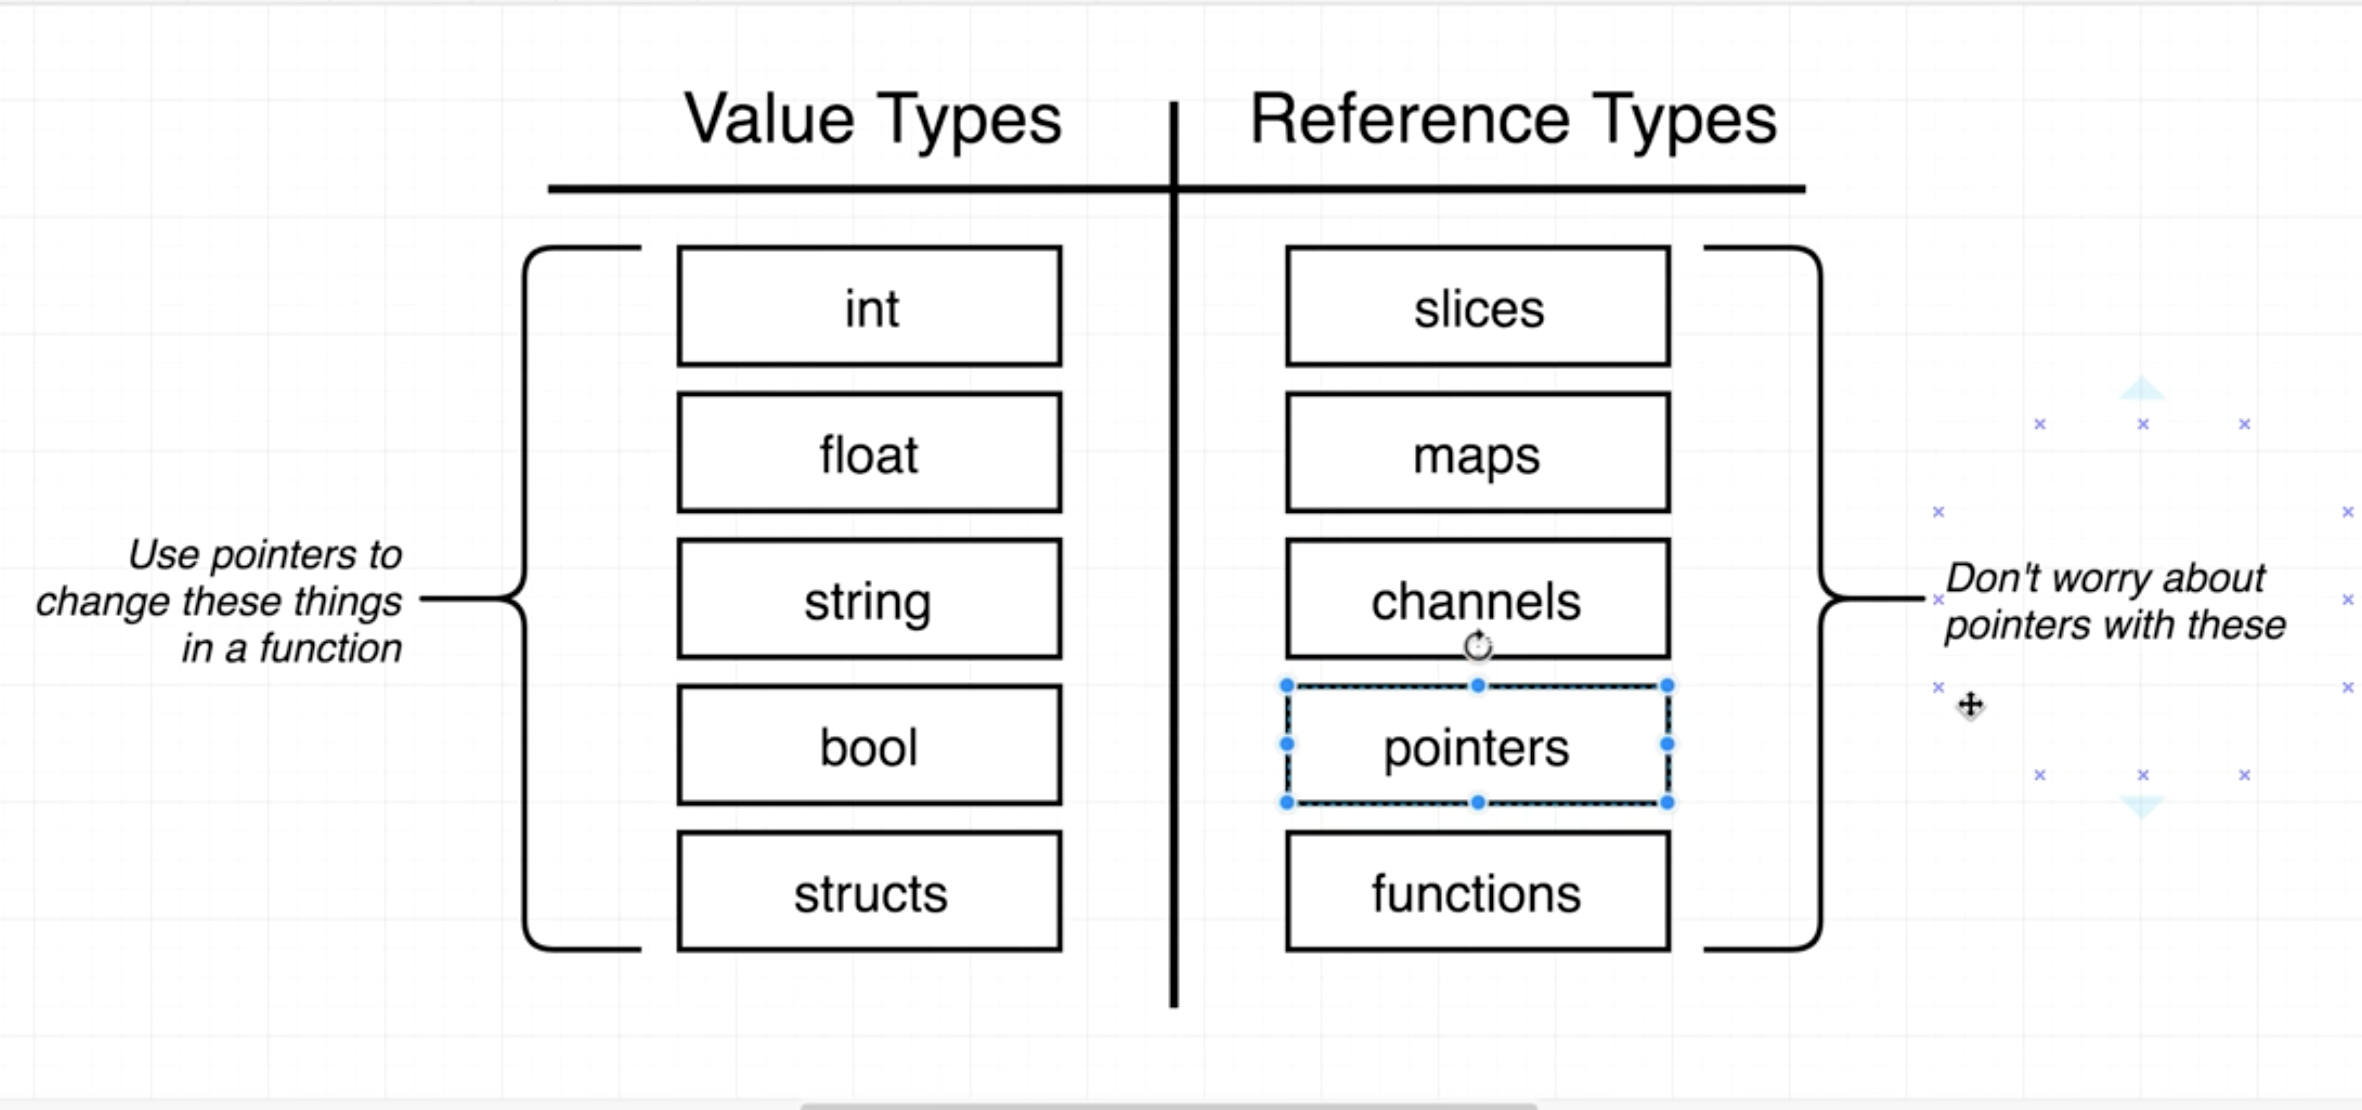 Value Types
Reference Types
int
float
string
bool
structs
slices
maps
channels
pointers
functions
Use pointers to
change these things
in a function
Don't worry about
pointers with these